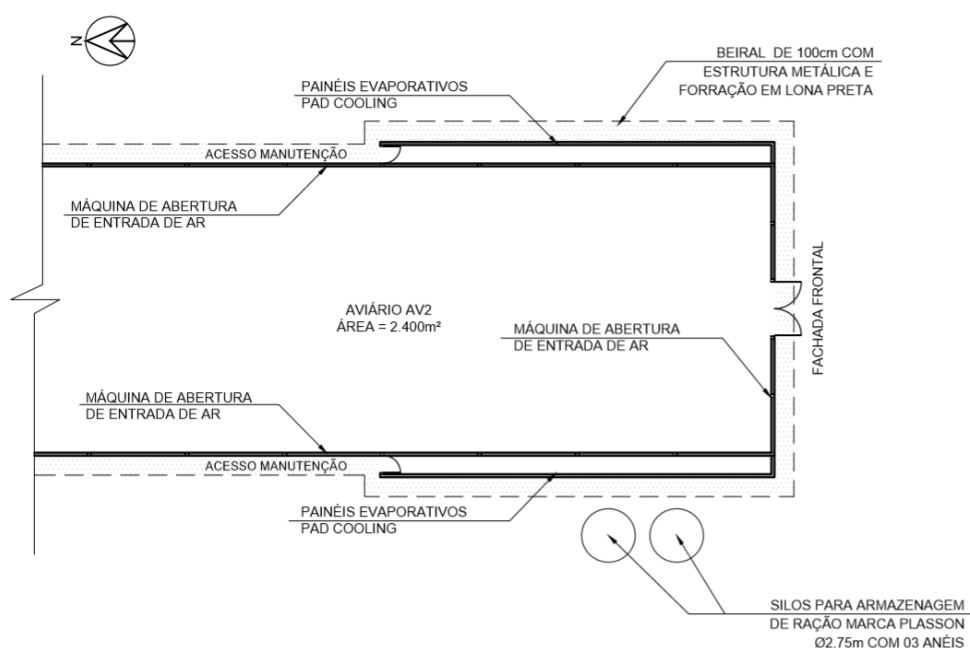 N
BEIRAL DE 100cm COM
ESTRUTURA METÁLICA E
FORRAÇÃO EM LONA PRETA
PAINÉIS EVAPORATIVOS
PAD COOLING
ACESSO MANUTENÇÃO
MÁQUINA DE ABERTURA
DE ENTRADA DE AR
AVIÁRIO AV2
ÁREA = 2.400m²
MÁQUINA DE ABERTURA
DE ENTRADA DE AR
FACHADA FRONTAL
MÁQUINA DE ABERTURA
DE ENTRADA DE AR
ACESSO MANUTENÇÃO
PAINÉIS EVAPORATIVOS
PAD COOLING
SILOS PARA ARMAZENAGEM
DE RAÇÃO MARCA PLASSON
Ø2.75m COM 03 ANÉIS